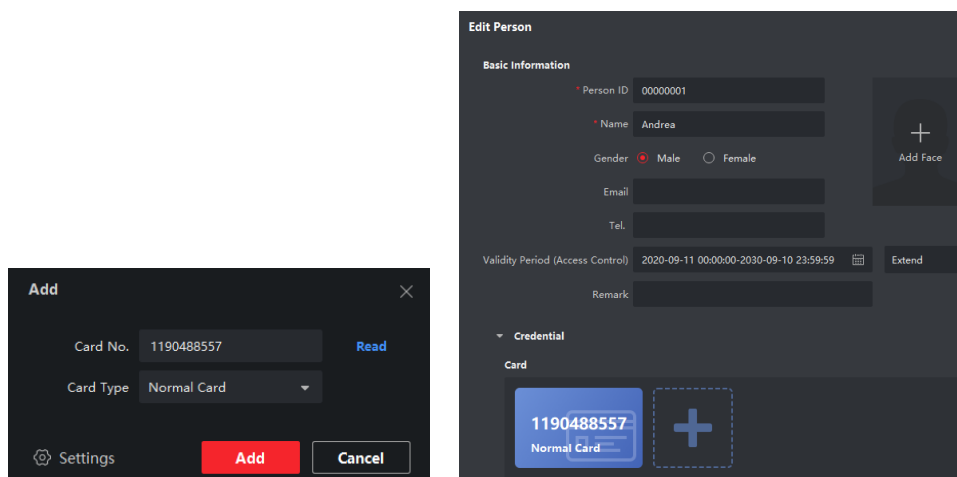 Add
Card No. 1190488557 Read
Card Type Normal Card
Settings Add Cancel
Edit Person
Basic Information
* Person ID 00000001
* Name Andrea
Gender Male Female
Email
Tel.
Validity Period (Access Control) 2020-09-11 00:00:00-2030-09-10 23:59:59 Extend
Remark
Add Face
Credential
Card
1190488557
Normal Card